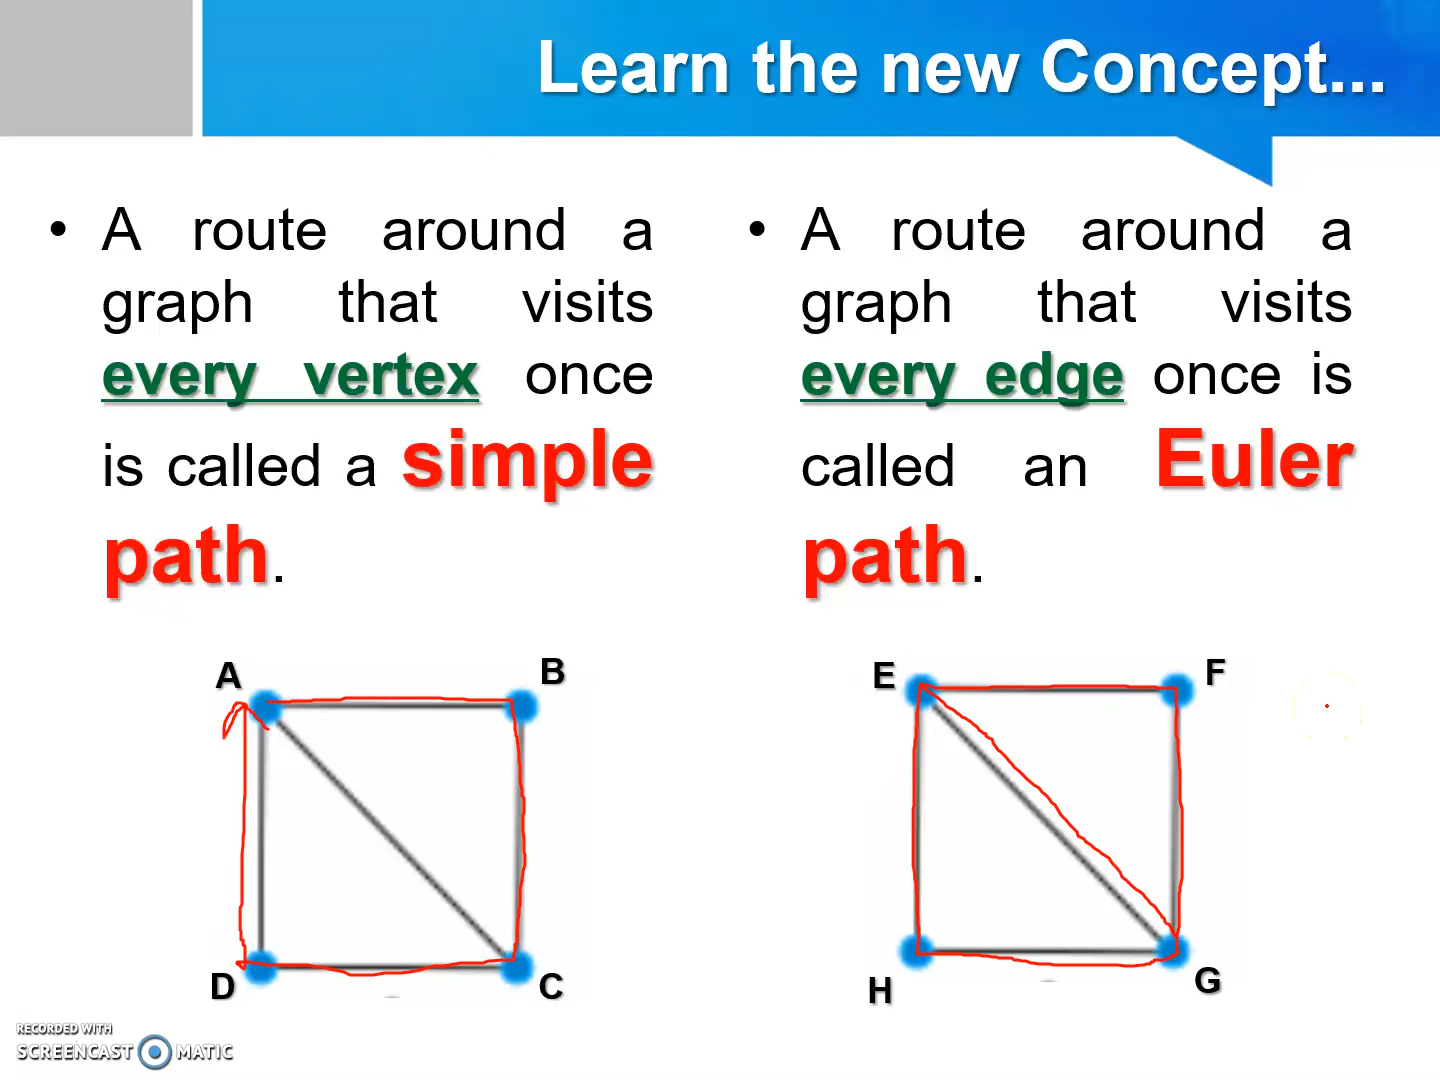 Learn the new Concept...
• A route around a
graph that visits
every vertex once
is called a simple
path.
• A route around a
graph that visits
every edge once is
called an Euler
path.
A
B
D
C
E
F
H
G
RECORDED WITH
SCREENCAST MATIC